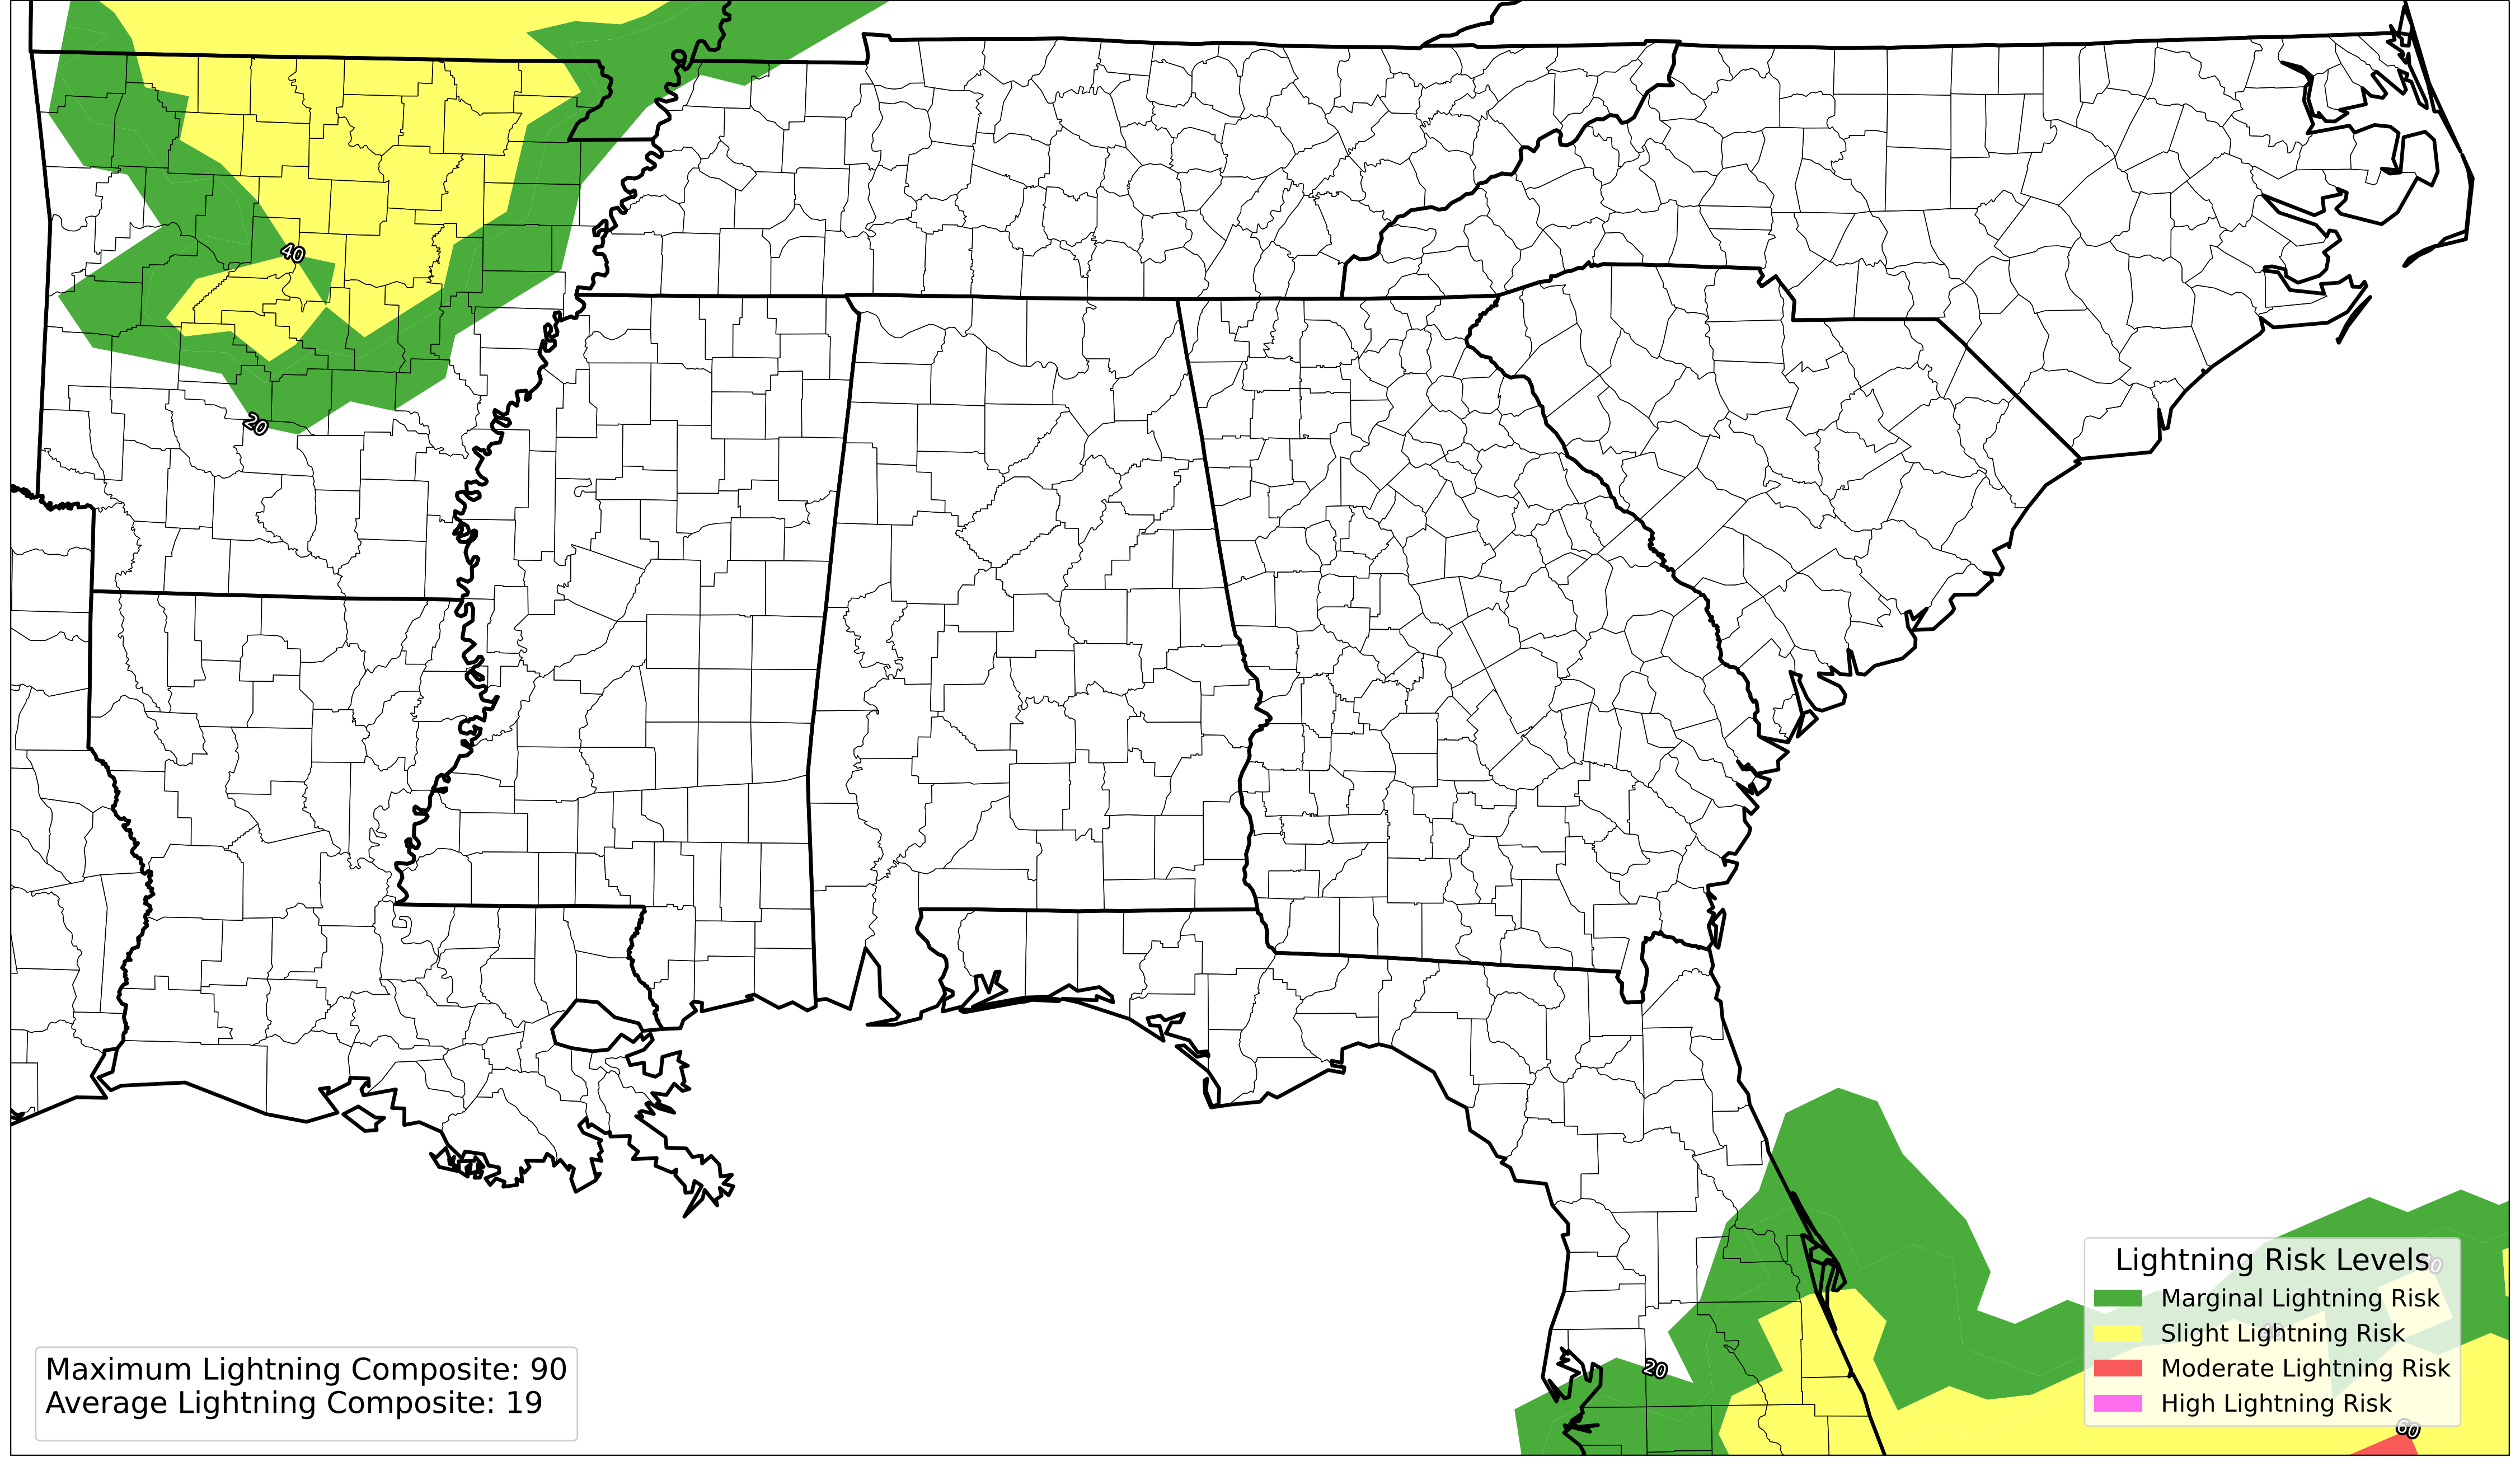 40
20
Lightning Risk Levels
Marginal Lightning Risk
Slight Lightning Risk
Moderate Lightning Risk
High Lightning Risk
20
60
Maximum Lightning Composite: 90
Average Lightning Composite: 19